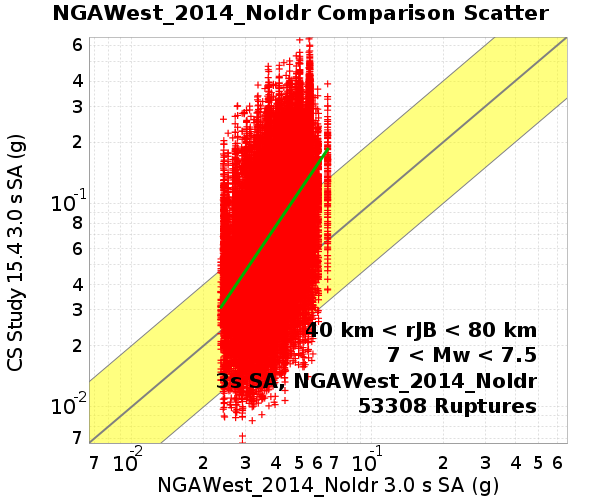 NGAWest_2014_NoIdr Comparison Scatter
CS Study 15.4 3.0 s SA (g)
6
4
3
2
10^-1
8
6
4
3
2
10^-2
7
40 km < rJB < 80 km
7 < Mw < 7.5
3s SA, NGAWest_2014_NoIdr
53308 Ruptures
7 10^-2 2 3 4 5 6 7 10^-1 2 3 4 5 6
NGAWest_2014_NoIdr 3.0 s SA (g)